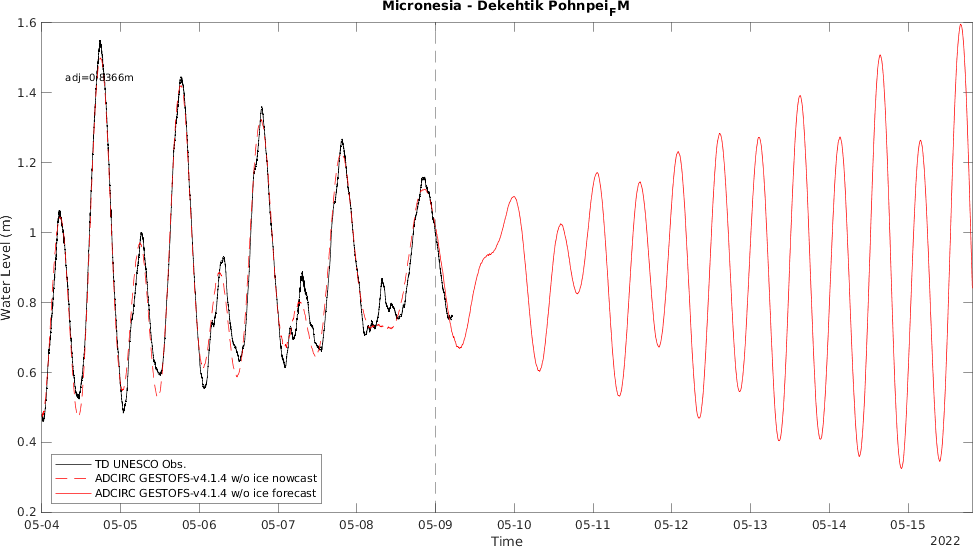 Micronesia - Dekehtik Pohnpei,FM
1.6
adj=0.8366m
1.4
1.2
1
0.8
0.6
0.4
0.2
Water Level (m)
TD UNESCO Obs.
ADCIRC GESTOFS-v4.1.4 w/o ice nowcast
ADCIRC GESTOFS-v4.1.4 w/o ice forecast
05-04 05-05 05-06 05-07 05-08 05-09 05-10 05-11 05-12 05-13 05-14 05-15
Time
2022